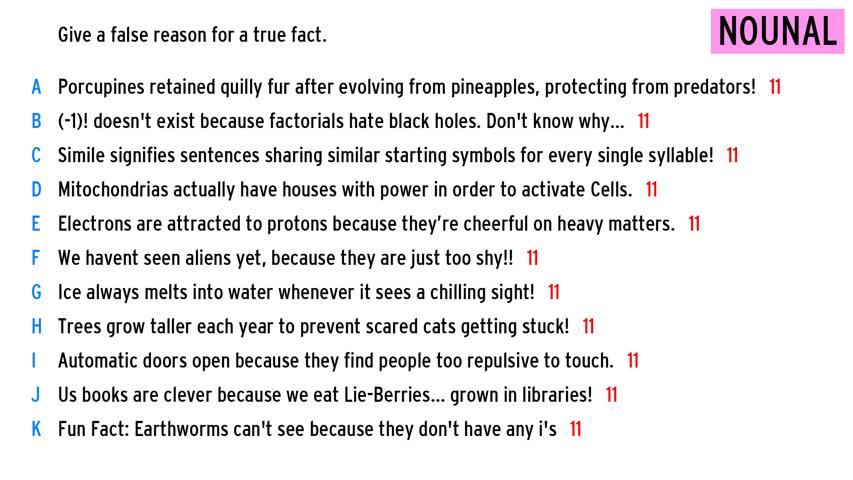 Give a false reason for a true fact.
NOUNAL
A Porcupines retained quilly fur after evolving from pineapples, protecting from predators! 11
B (-1)! doesn't exist because factorials hate black holes. Don't know why... 11
C Simile signifies sentences sharing similar starting symbols for every single syllable! 11
D Mitochondrias actually have houses with power in order to activate Cells. 11
E Electrons are attracted to protons because they're cheerful on heavy matters. 11
F We havent seen aliens yet, because they are just too shy!! 11
G Ice always melts into water whenever it sees a chilling sight! 11
H Trees grow taller each year to prevent scared cats getting stuck! 11
I Automatic doors open because they find people too repulsive to touch. 11
J Us books are clever because we eat Lie-Berries... grown in libraries! 11
K Fun Fact: Earthworms can't see because they don't have any i's 11